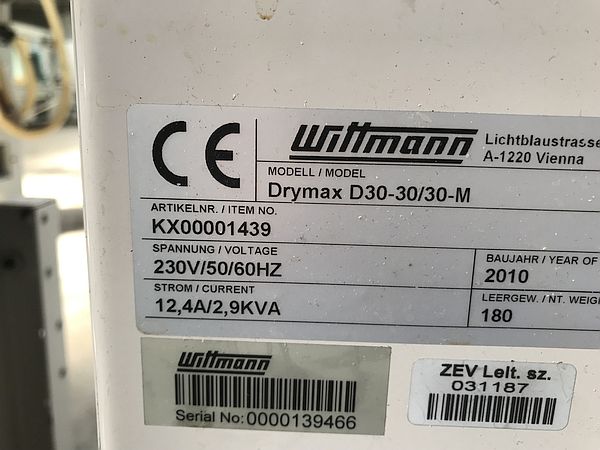 CE
Wittmann
Lichtblaustrasse
A-1220 Vienna
MODELL / MODEL
Drymax D30-30/30-M
ARTIKELNR. / ITEM NO.
KX00001439
SPANNUNG / VOLTAGE
230V/50/60HZ
BAUJAHR / YEAR OF
2010
STROM / CURRENT
12,4A/2,9KVA
LEERGEW. / NT. WEIG
180
Wittmann
Serial No: 0000139466
ZEV Lelt. sz.
031187